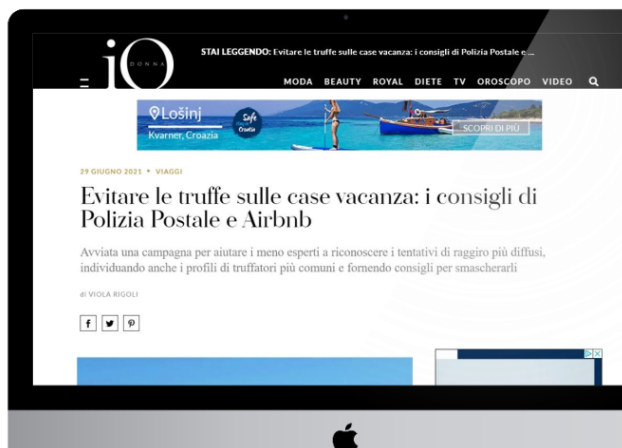 iO
DONNA
STAI LEGGENDO: Evitare le truffe sulle case vacanza: i consigli di Polizia Postale e ...
MODA BEAUTY ROYAL DIETE TV OROSCOPO VIDEO
Lošinj
Kvarner, Croazia
Safe
Croatia
SCOPRI DI PIÙ
29 GIUGNO 2021 • VIAGGI
Evitare le truffe sulle case vacanza: i consigli di
Polizia Postale e Airbnb
Avviata una campagna per aiutare i meno esperti a riconoscere i tentativi di raggiro più diffusi,
individuando anche i profili di truffatori più comuni e fornendo consigli per smascherarli
di VIOLA RIGOLI